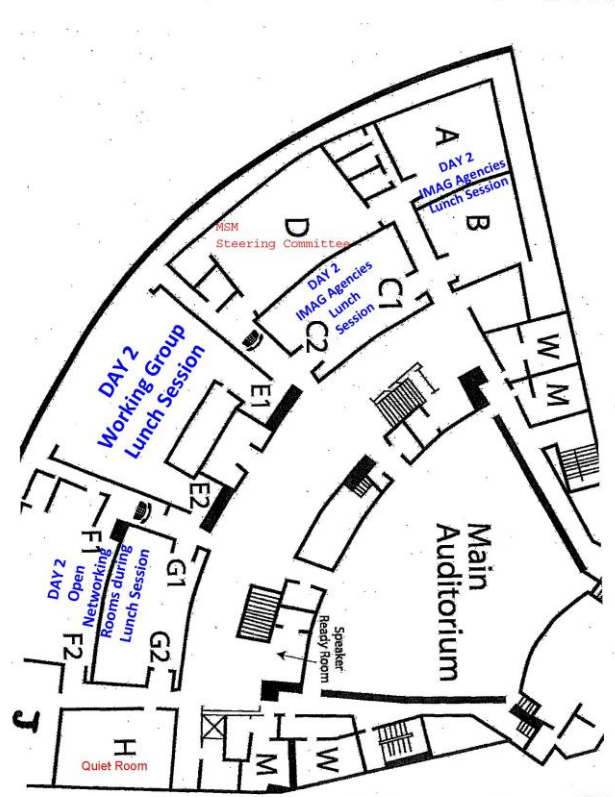 A
DAY 2
IMAG Agencies
Lunch Session
B
D
MSM
Steering Committee
DAY 2
IMAG Agencies
Lunch
Session
C1
C2
W
M
DAY 2
Working Group
Lunch Session
E1
E2
Main
Auditorium
F1
G1
DAY 2
Open
Networking
Rooms during
Lunch Session
F2
G2
Speaker
Ready Room
J
H
Quiet Room
M
W